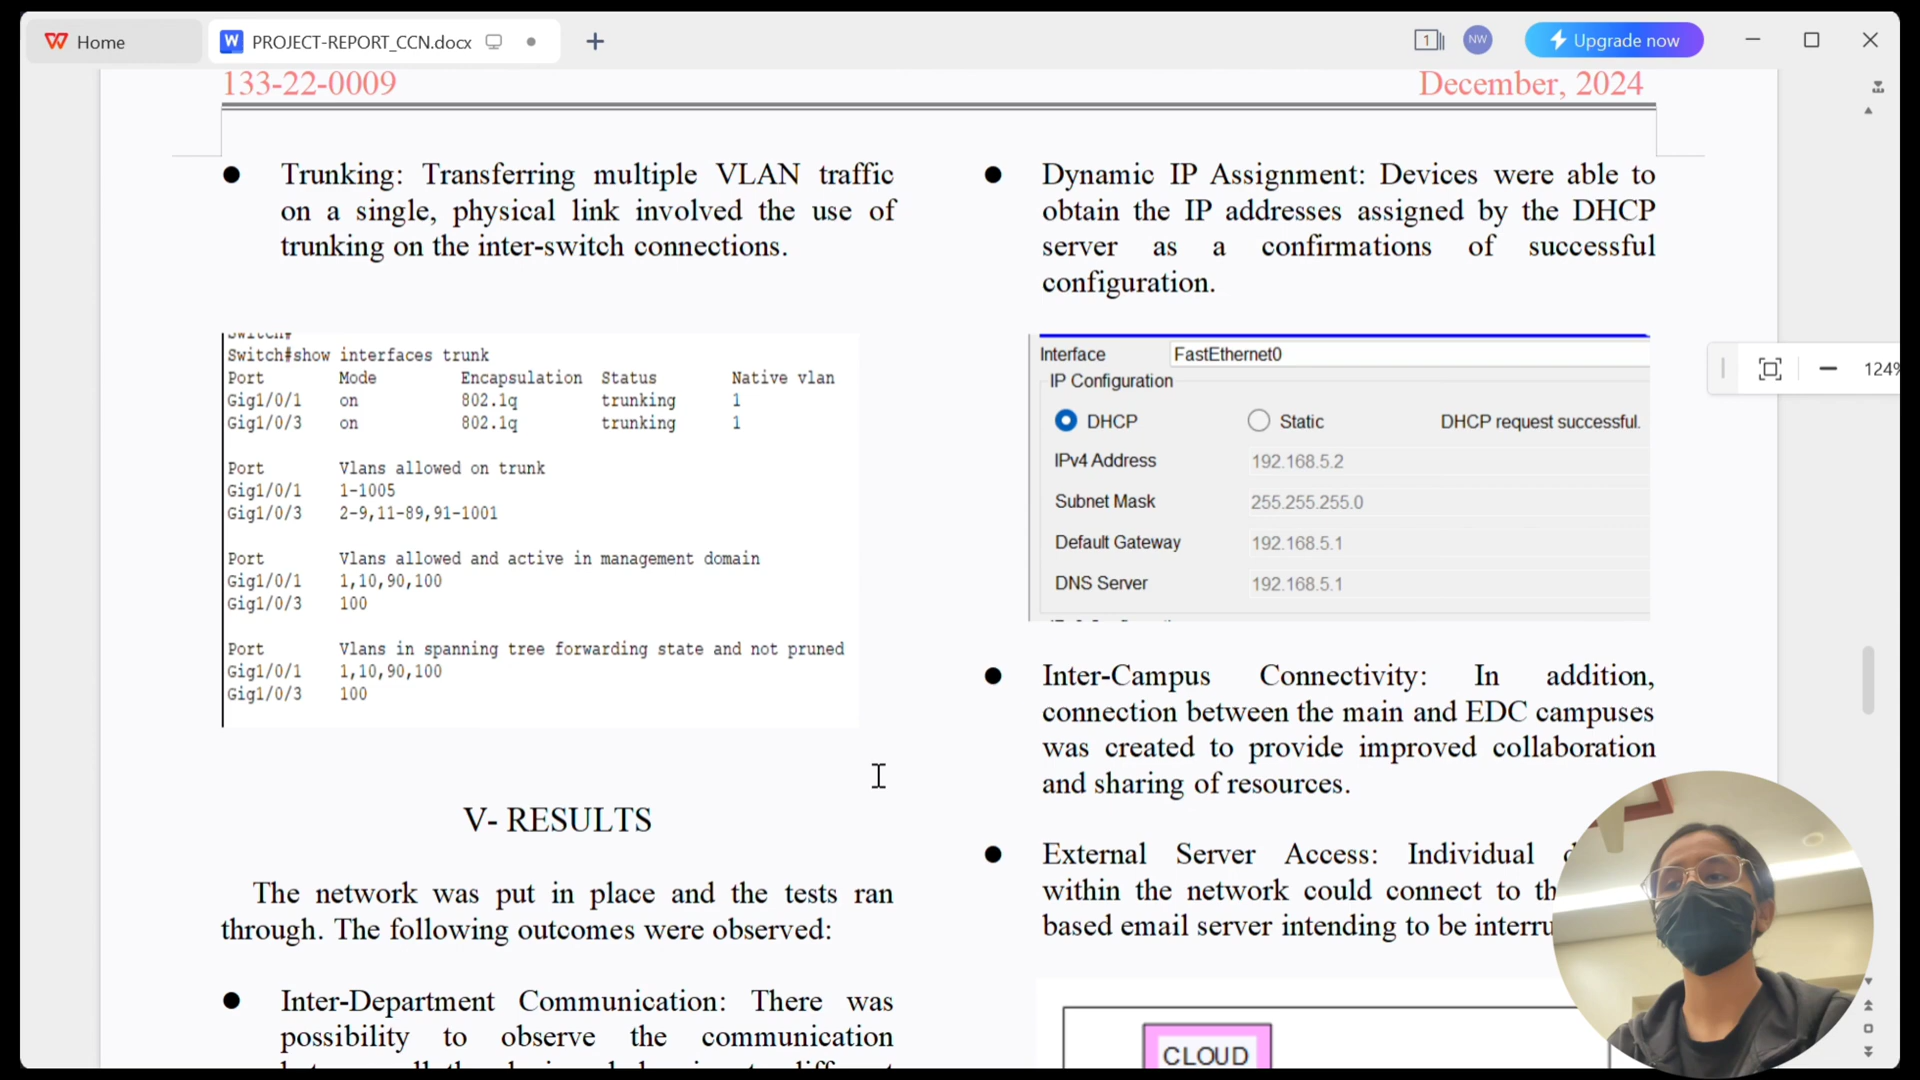 Home
PROJECT-REPORT_CCN.docx
1
NW
Upgrade now
133-22-0009
December, 2024
● Trunking: Transferring multiple VLAN traffic
on a single, physical link involved the use of
trunking on the inter-switch connections.
Switch#
Switch#show interfaces trunk
Port Mode Encapsulation Status Native vlan
Gig1/0/1 on 802.1q trunking 1
Gig1/0/3 on 802.1q trunking 1
Port Vlans allowed on trunk
Gig1/0/1 1-1005
Gig1/0/3 2-9,11-89,91-1001
Port Vlans allowed and active in management domain
Gig1/0/1 1,10,90,100
Gig1/0/3 100
Port Vlans in spanning tree forwarding state and not pruned
Gig1/0/1 1,10,90,100
Gig1/0/3 100
V- RESULTS
The network was put in place and the tests ran
through. The following outcomes were observed:
● Inter-Department Communication: There was
possibility to observe the communication
● Dynamic IP Assignment: Devices were able to
obtain the IP addresses assigned by the DHCP
server as a confirmations of successful
configuration.
Interface FastEthernet0
IP Configuration
DHCP Static DHCP request successful.
IPv4 Address 192.168.5.2
Subnet Mask 255.255.255.0
Default Gateway 192.168.5.1
DNS Server 192.168.5.1
● Inter-Campus Connectivity: In addition,
connection between the main and EDC campuses
was created to provide improved collaboration
and sharing of resources.
● External Server Access: Individual
within the network could connect to
based email server intending to be
CLOUD
124%